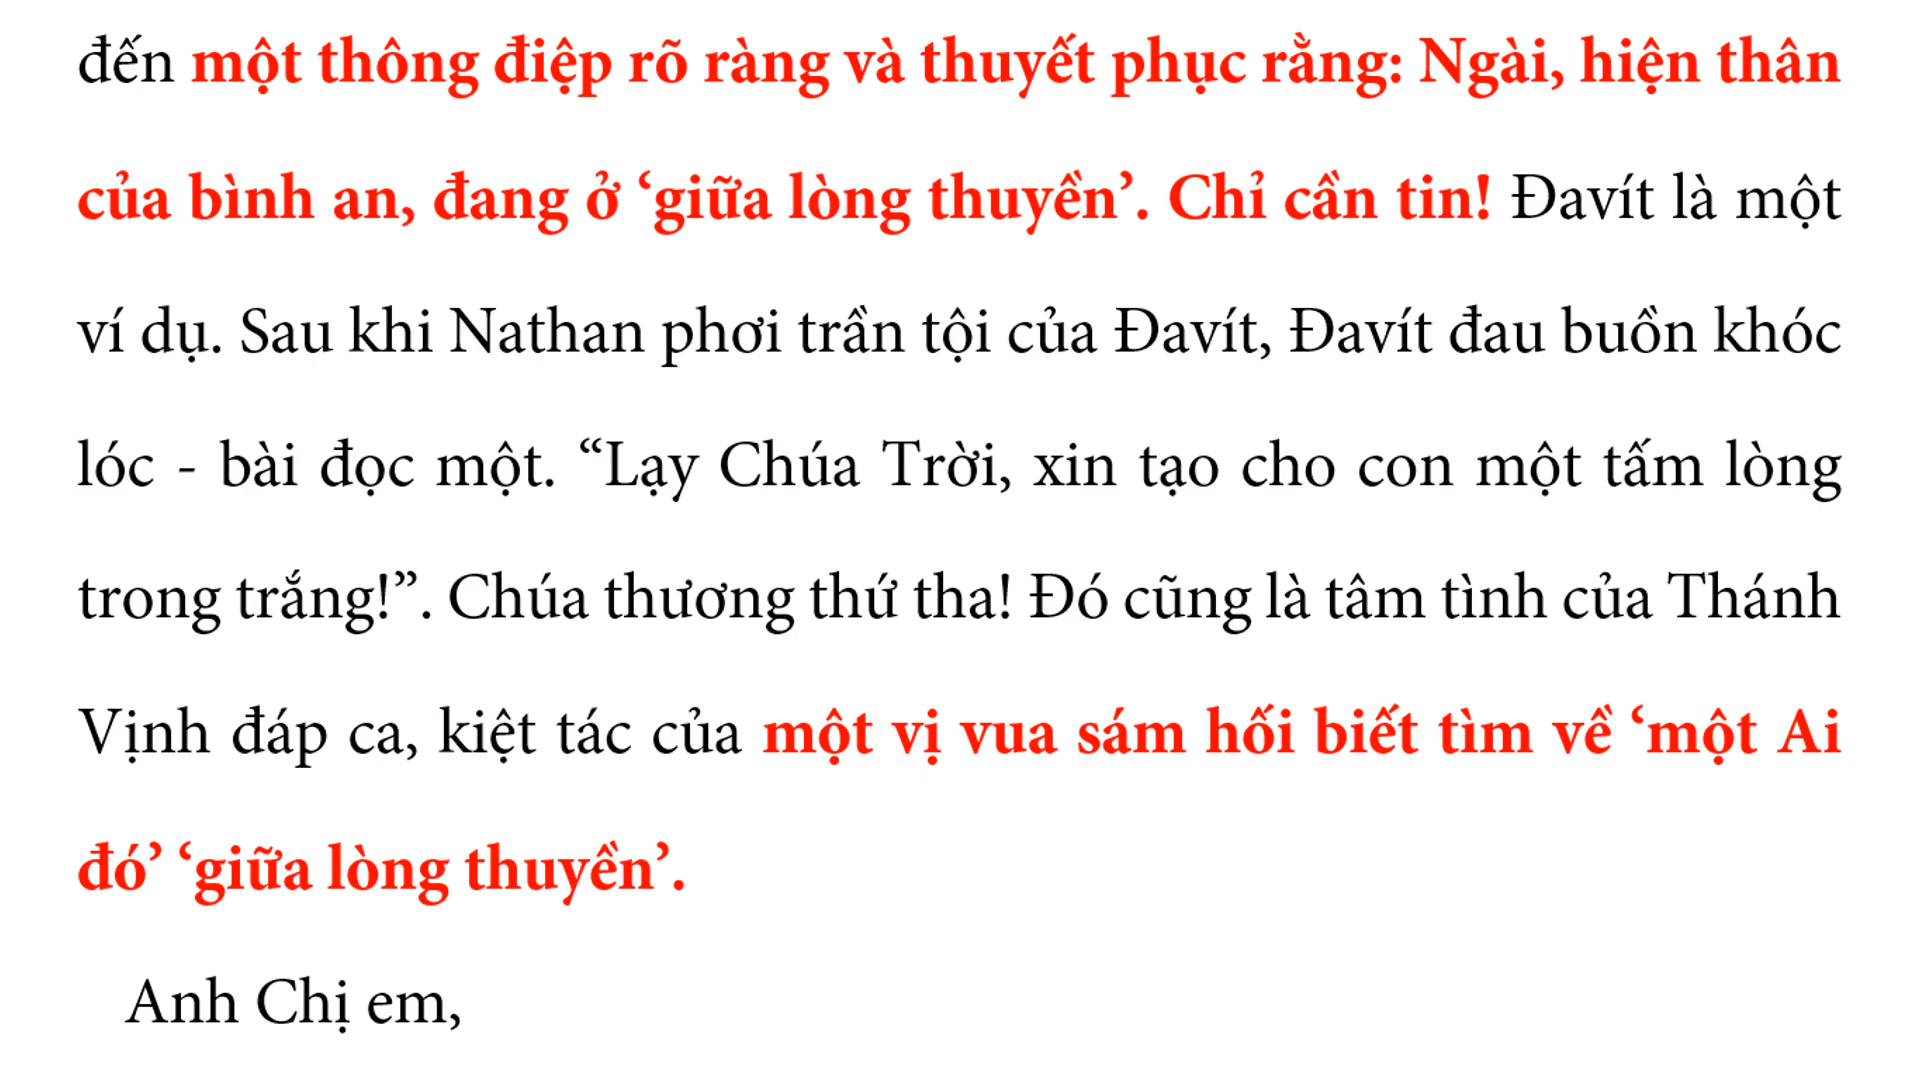 đến một thông điệp rõ ràng và thuyết phục rằng: Ngài, hiện thân
của bình an, đang ở ‘giữa lòng thuyền’. Chỉ cần tin! Đavít là một
ví dụ. Sau khi Nathan phơi trần tội của Đavít, Đavít đau buồn khóc
lóc - bài đọc một. “Lạy Chúa Trời, xin tạo cho con một tấm lòng
trong trắng!”. Chúa thương thứ tha! Đó cũng là tâm tình của Thánh
Vịnh đáp ca, kiệt tác của một vị vua sám hối biết tìm về ‘một Ai
đó’ ‘giữa lòng thuyền’.
Anh Chị em,